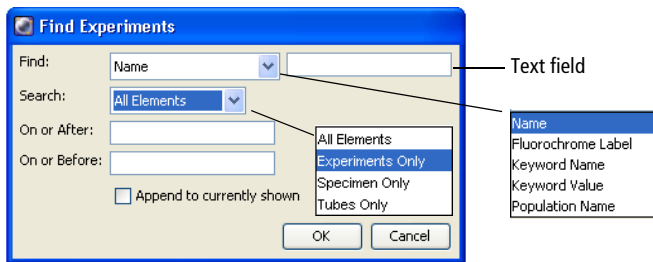 Find Experiments
Find:
Name
Text field
Search:
All Elements
On or After:
On or Before:
Append to currently shown
All Elements
Experiments Only
Specimen Only
Tubes Only
Name
Fluorochrome Label
Keyword Name
Keyword Value
Population Name
OK
Cancel